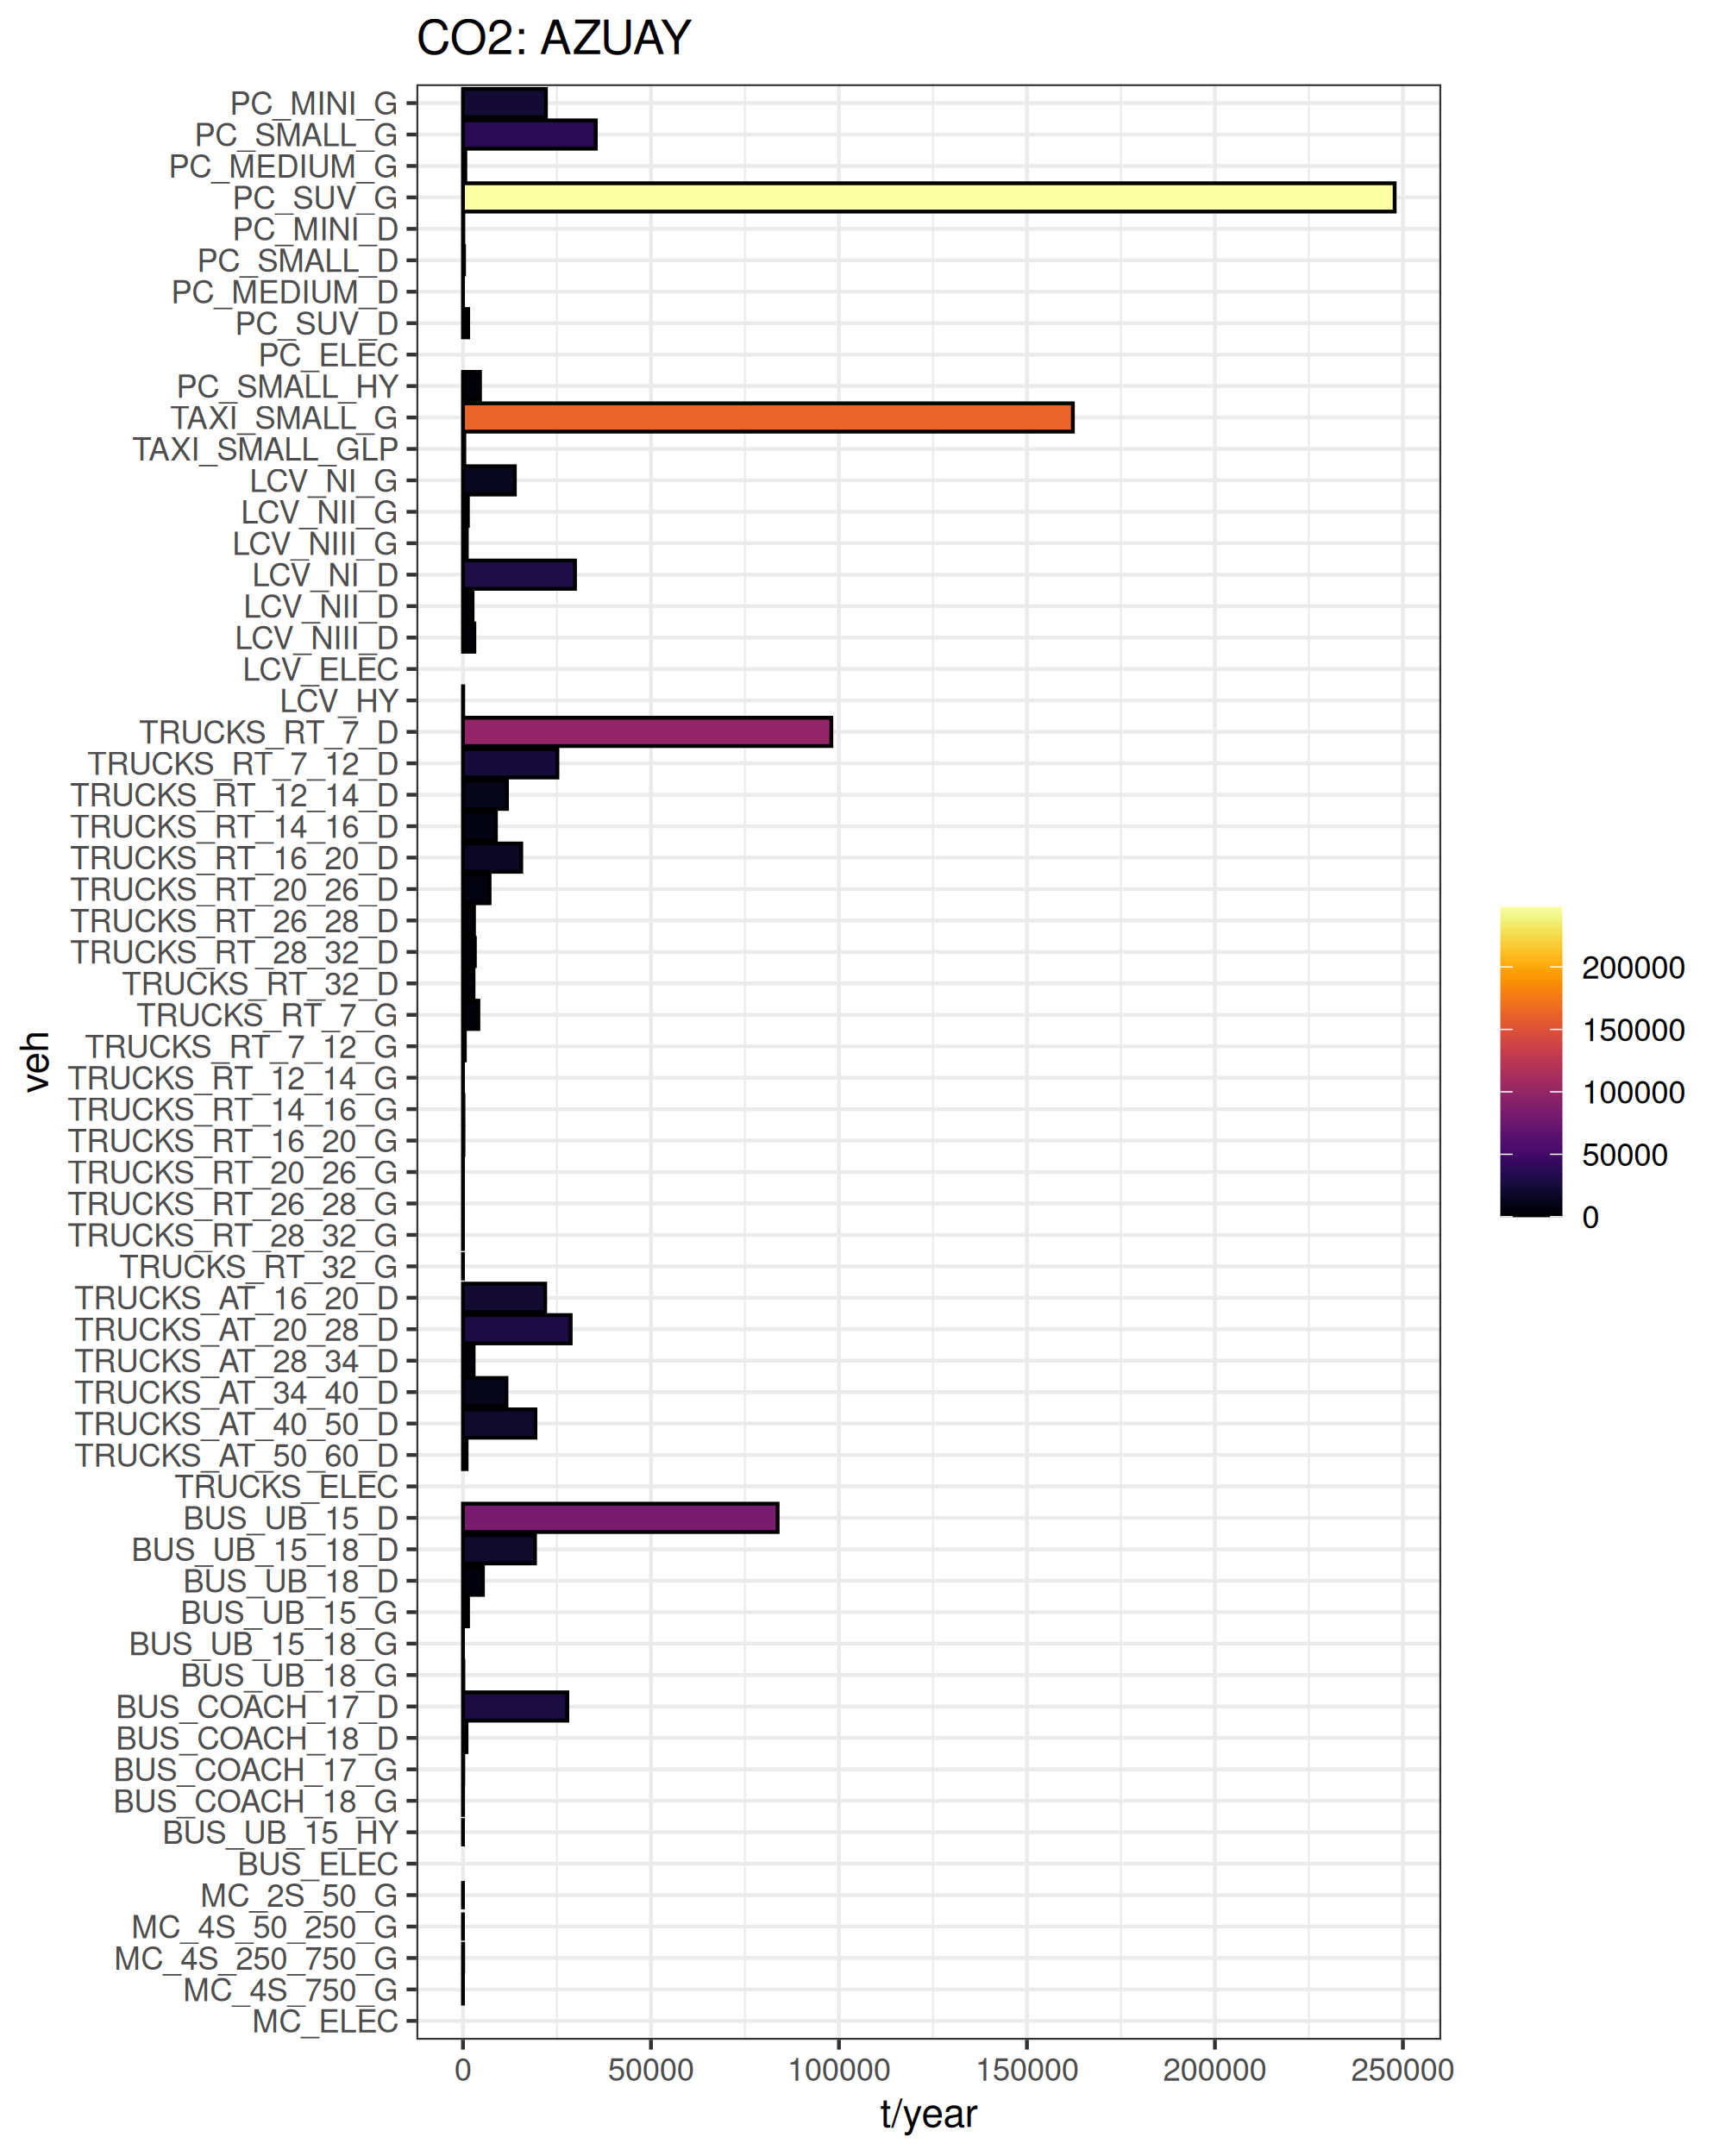 CO2: AZUAY
PC_MINI_G
PC_SMALL_G
PC_MEDIUM_G
PC_SUV_G
PC_MINI_D
PC_SMALL_D
PC_MEDIUM_D
PC_SUV_D
PC_ELEC
PC_SMALL_HY
TAXI_SMALL_G
TAXI_SMALL_GLP
LCV_NI_G
LCV_NII_G
LCV_NIII_G
LCV_NI_D
LCV_NII_D
LCV_NIII_D
LCV_ELEC
LCV_HY
TRUCKS_RT_7_D
TRUCKS_RT_7_12_D
TRUCKS_RT_12_14_D
TRUCKS_RT_14_16_D
TRUCKS_RT_16_20_D
TRUCKS_RT_20_26_D
TRUCKS_RT_26_28_D
TRUCKS_RT_28_32_D
TRUCKS_RT_32_D
TRUCKS_RT_7_G
TRUCKS_RT_7_12_G
TRUCKS_RT_12_14_G
TRUCKS_RT_14_16_G
TRUCKS_RT_16_20_G
TRUCKS_RT_20_26_G
TRUCKS_RT_26_28_G
TRUCKS_RT_28_32_G
TRUCKS_RT_32_G
TRUCKS_AT_16_20_D
TRUCKS_AT_20_28_D
TRUCKS_AT_28_34_D
TRUCKS_AT_34_40_D
TRUCKS_AT_40_50_D
TRUCKS_AT_50_60_D
TRUCKS_ELEC
BUS_UB_15_D
BUS_UB_15_18_D
BUS_UB_18_D
BUS_UB_15_G
BUS_UB_15_18_G
BUS_UB_18_G
BUS_COACH_17_D
BUS_COACH_18_D
BUS_COACH_17_G
BUS_COACH_18_G
BUS_UB_15_HY
BUS_ELEC
MC_2S_50_G
MC_4S_50_250_G
MC_4S_250_750_G
MC_4S_750_G
MC_ELEC
veh
0 50000 100000 150000 200000 250000
t/year
200000
150000
100000
50000
0